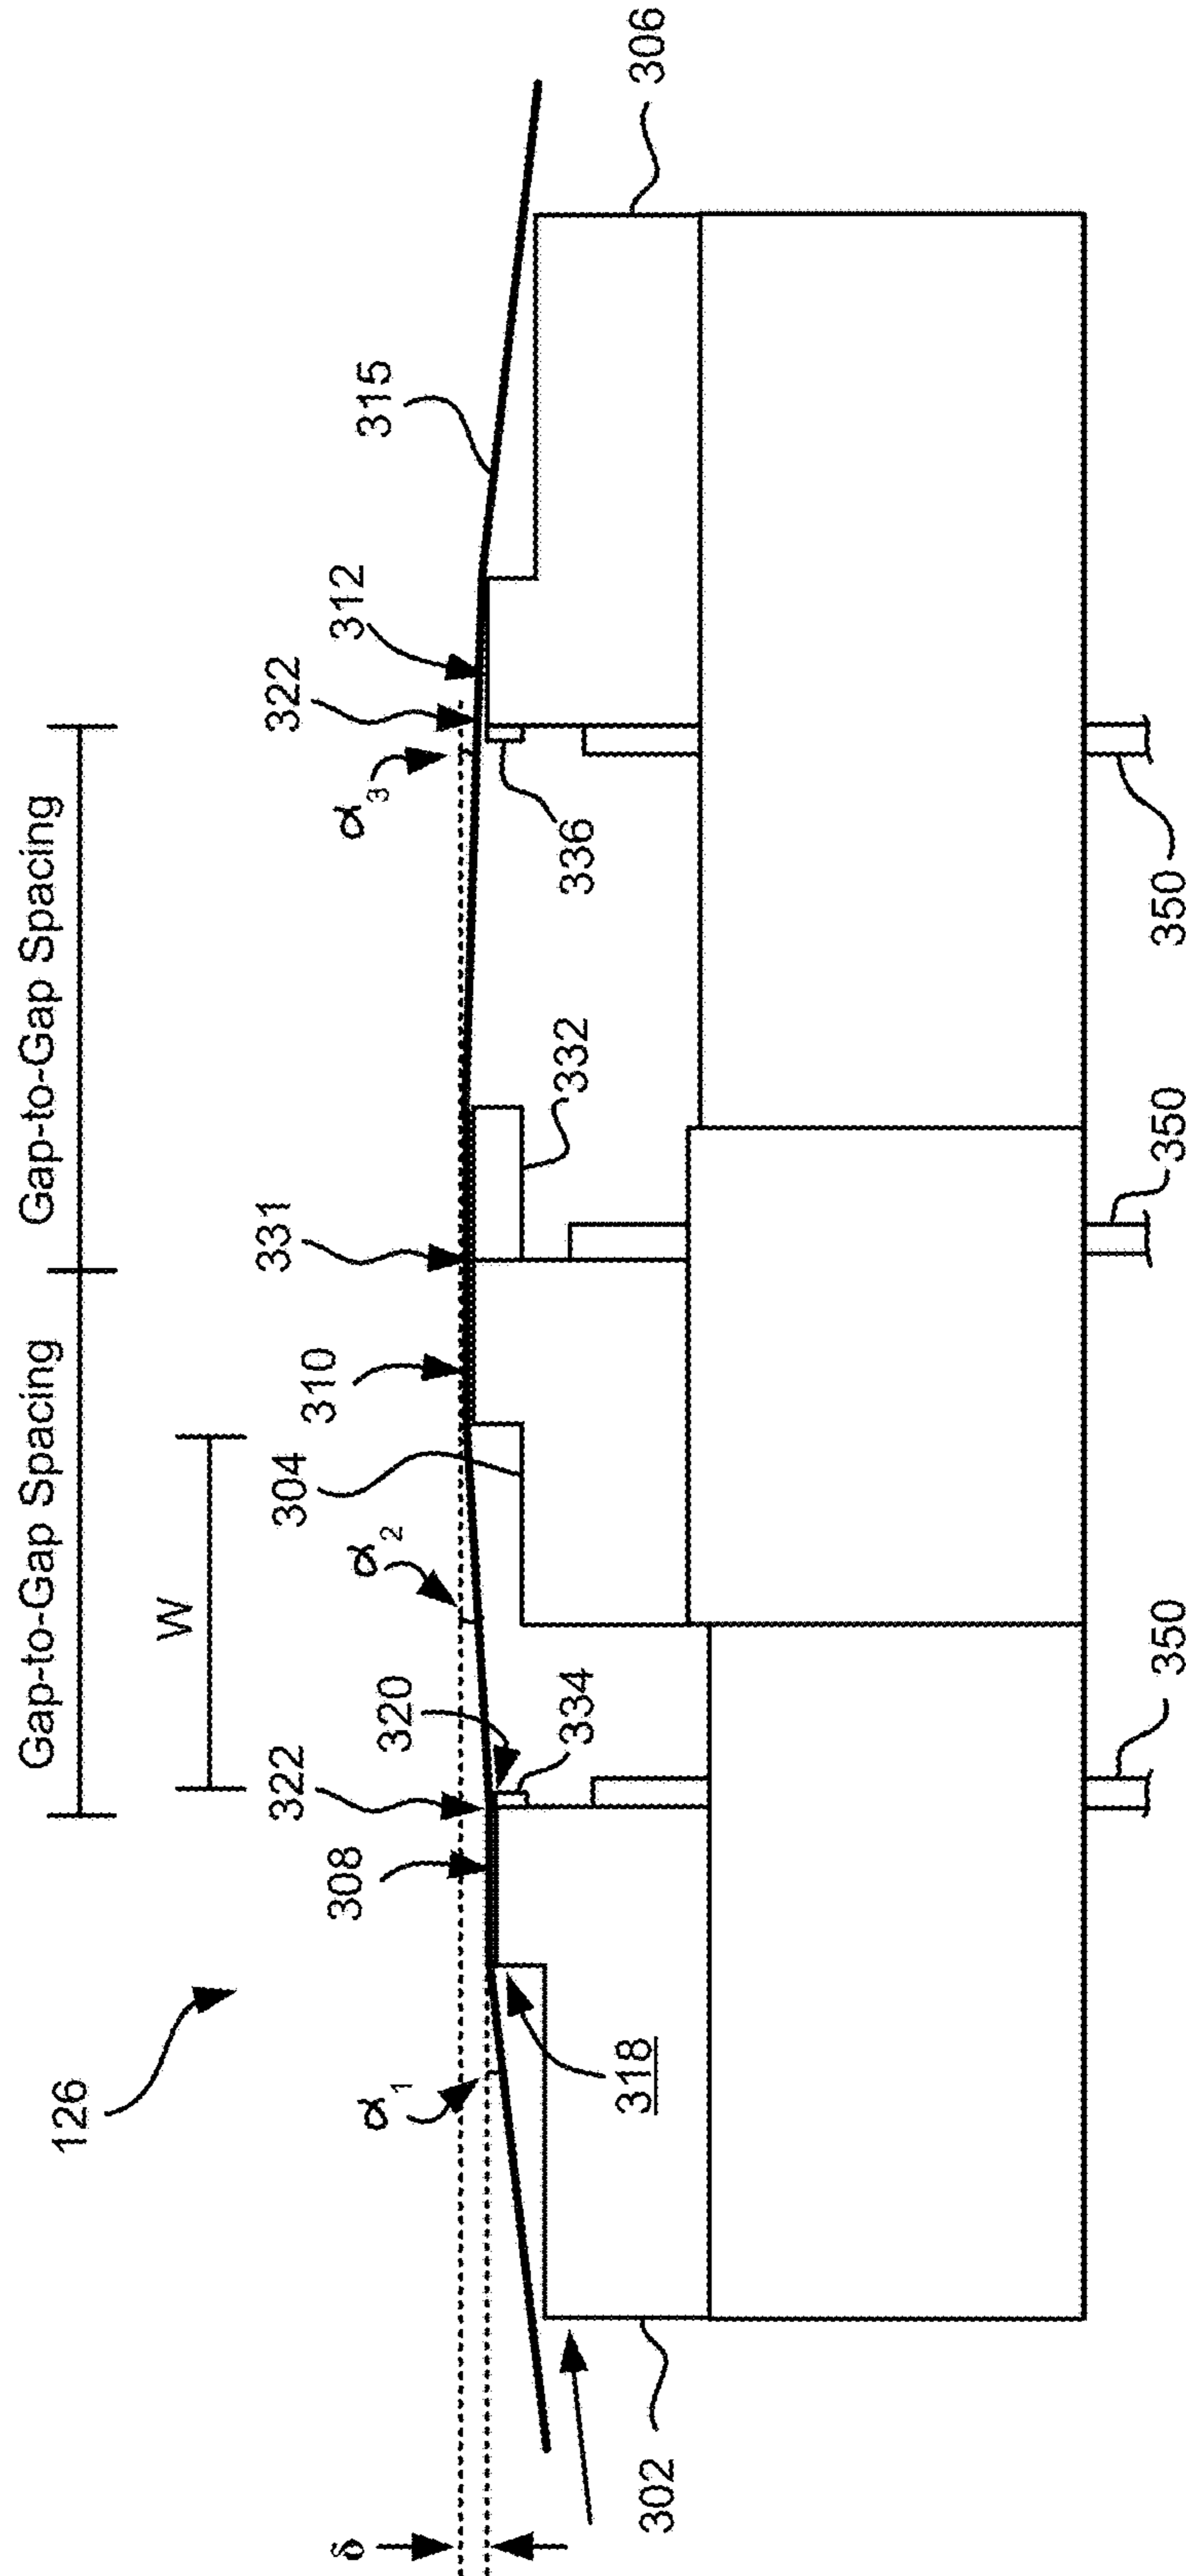 Gap-to-Gap Spacing
Gap-to-Gap Spacing
W
126
δ
α1
308
322
320
334
α2
304
310
331
332
α3
322
312
336
315
306
318
302
350
350
350